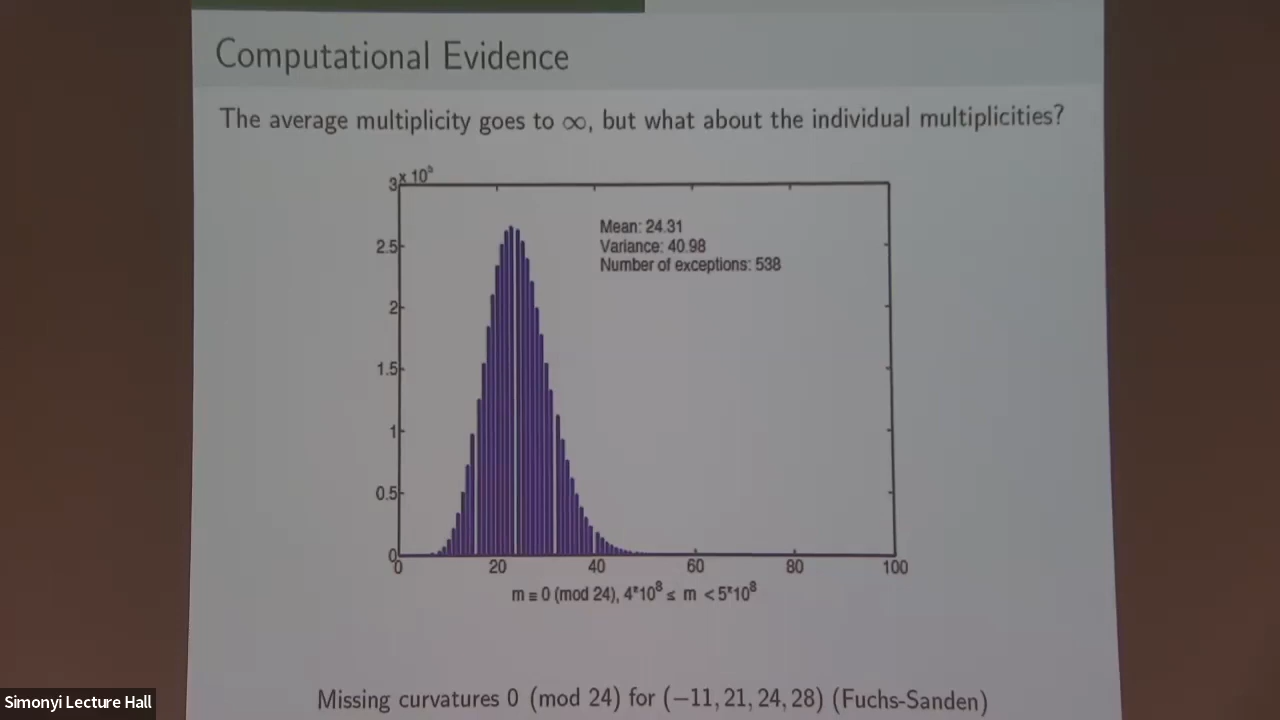 Computational Evidence
The average multiplicity goes to ∞, but what about the individual multiplicities?
3 x 10⁵
Mean: 24.31
Variance: 40.98
Number of exceptions: 538
2.5
2
1.5
1
0.5
0
0 20 40 60 80 100
m ≡ 0 (mod 24), 4*10⁸ ≤ m < 5*10⁸
Missing curvatures 0 (mod 24) for (−11, 21, 24, 28) (Fuchs-Sanden)
Simonyi Lecture Hall